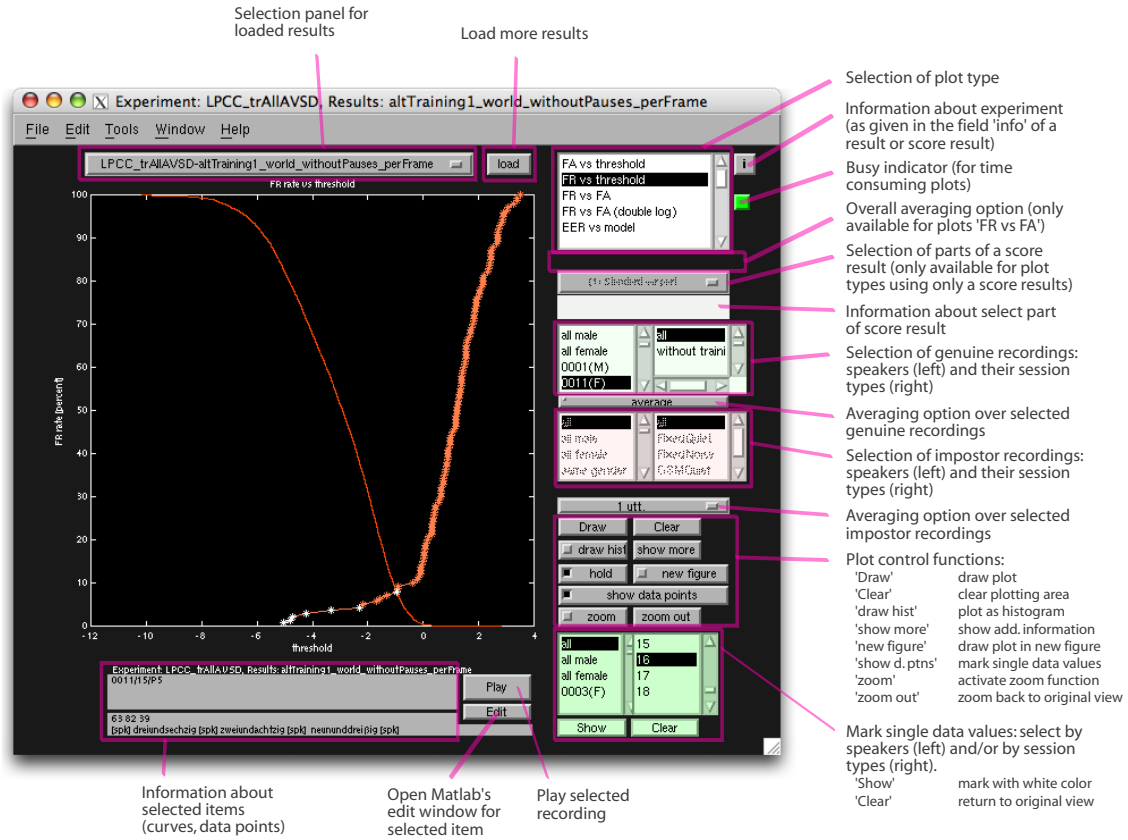 Selection panel for
loaded results
Load more results
Experiment: LPCC_trAllAVSD, Results: altTraining1_world_withoutPauses_perFrame
File Edit Tools Window Help
LPCC_trAllAVSD-altTraining1_world_withoutPauses_perFrame
load
FR rate vs threshold
100
90
80
70
60
50
40
30
20
10
0
FR rate [percent]
-12 -10 -8 -6 -4 -2 0 2 4
threshold
FA vs threshold
FR vs threshold
FR vs FA
FR vs FA (double log)
EER vs model
i
all male
all female
0001(M)
0011(F)
all
without traini
average
all
all male
all female
same gender
all
FixedQuiet
FixedNoisy
GSMQuiet
1 utt.
Draw Clear
draw hist show more
hold new figure
show data points
zoom zoom out
all
all male
all female
0003(F)
15
16
17
18
Show Clear
Experiment: LPCC_trAllAVSD, Results: altTraining1_world_withoutPauses_perFrame
0011/15/P5
63 82 39
[spk] dreiundsechzig [spk] zweiundachtzig [spk] neununddreißig [spk]
Play
Edit
Selection of plot type
Information about experiment
(as given in the field 'info' of a
result or score result)
Busy indicator (for time
consuming plots)
Overall averaging option (only
available for plots 'FR vs FA')
Selection of parts of a score
result (only available for plot
types using only a score results)
Information about select part
of score result
Selection of genuine recordings:
speakers (left) and their session
types (right)
Averaging option over selected
genuine recordings
Selection of impostor recordings:
speakers (left) and their session
types (right)
Averaging option over selected
impostor recordings
Plot control functions:
'Draw' draw plot
'Clear' clear plotting area
'draw hist' plot as histogram
'show more' show add. information
'new figure' draw plot in new figure
'show d. ptns' mark single data values
'zoom' activate zoom function
'zoom out' zoom back to original view
Mark single data values: select by
speakers (left) and/or by session
types (right).
'Show' mark with white color
'Clear' return to original view
Information about
selected items
(curves, data points)
Open Matlab's
edit window for
selected item
Play selected
recording